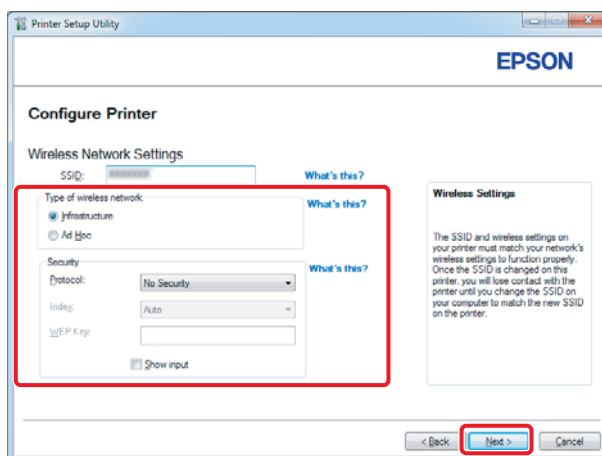 Printer Setup Utility
EPSON
Configure Printer
Wireless Network Settings
SSID:
What's this?
Type of wireless network
What's this?
Infrastructure
Ad Hoc
Security
What's this?
Protocol:
No Security
Index:
Auto
WEP Key:
Show input
Wireless Settings
The SSID and wireless settings on
your printer must match your network's
wireless settings to function properly.
Once the SSID is changed on this
printer, you will lose contact with the
printer until you change the SSID on
your computer to match the new SSID
on the printer.
< Back
Next >
Cancel